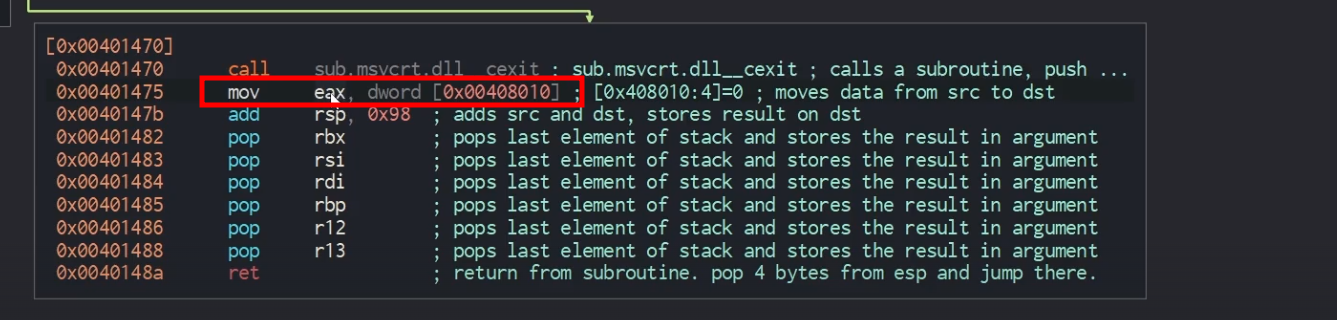 [0x00401470]
0x00401470 call sub.msvcrt.dll__cexit ; sub.msvcrt.dll__cexit ; calls a subroutine, push ...
0x00401475 mov eax, dword [0x00408010] ; [0x408010:4]=0 ; moves data from src to dst
0x0040147b add rsp, 0x98 ; adds src and dst, stores result on dst
0x00401482 pop rbx ; pops last element of stack and stores the result in argument
0x00401483 pop rsi ; pops last element of stack and stores the result in argument
0x00401484 pop rdi ; pops last element of stack and stores the result in argument
0x00401485 pop rbp ; pops last element of stack and stores the result in argument
0x00401486 pop r12 ; pops last element of stack and stores the result in argument
0x00401488 pop r13 ; pops last element of stack and stores the result in argument
0x0040148a ret ; return from subroutine. pop 4 bytes from esp and jump there.